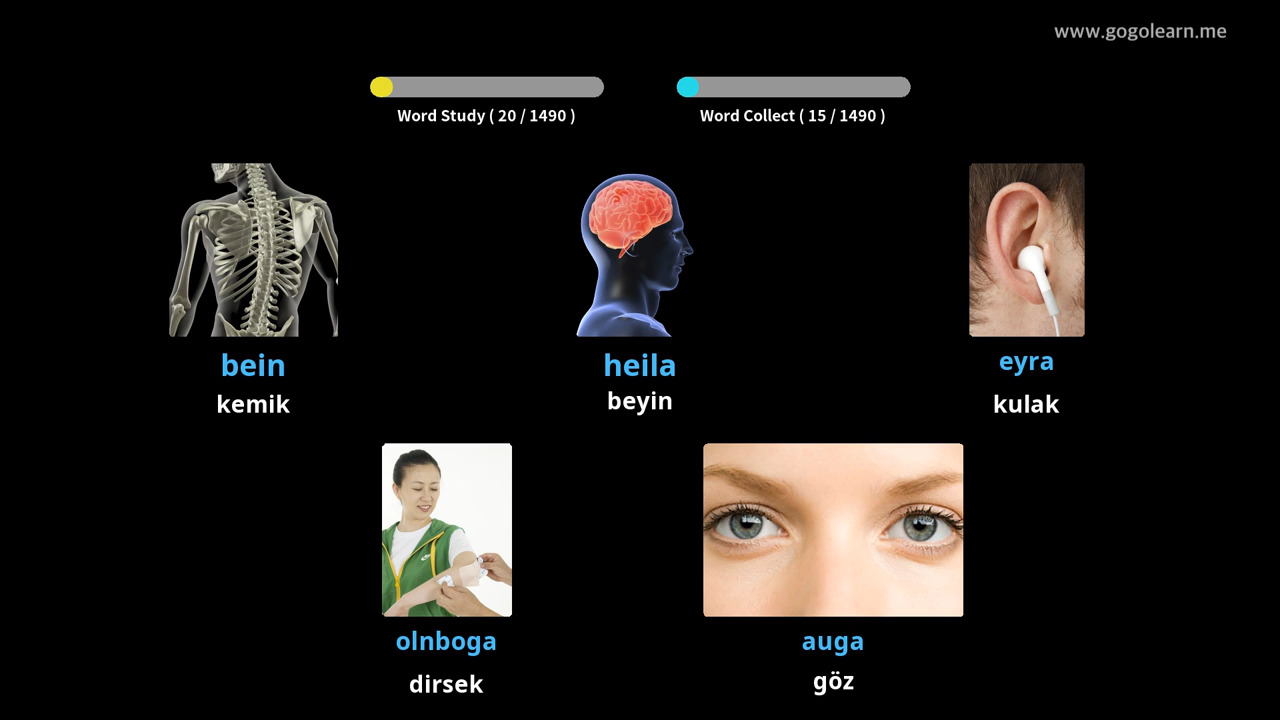 www.gogolearn.me
Word Study ( 20 / 1490 )
Word Collect ( 15 / 1490 )
bein
kemik
heila
beyin
eyra
kulak
olnboga
dirsek
auga
göz